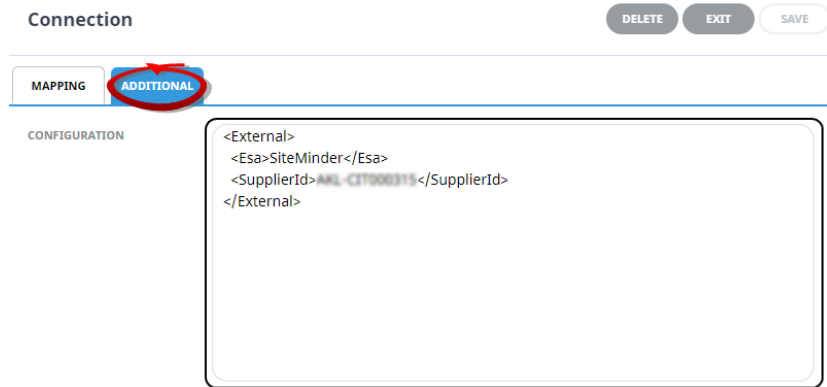 Connection
DELETE EXIT SAVE
MAPPING ADDITIONAL
CONFIGURATION
<External>
<Esa>SiteMinder</Esa>
<SupplierId></SupplierId>
</External>